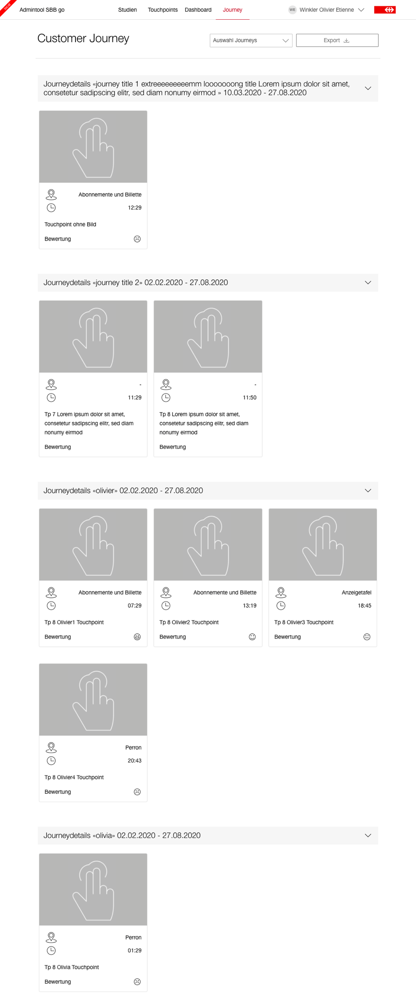 local
Admintool SBB go
Studien
Touchpoints
Dashboard
Journey
WE
Winkler Olivier Etienne
Customer Journey
Auswahl Journeys
Export
Journeydetails «journey title 1 extreeeeeeeeemm looooooong title Lorem ipsum dolor sit amet,
consetetur sadipscing elitr, sed diam nonumy eirmod » 10.03.2020 - 27.08.2020
Abonnemente und Billette
12:29
Touchpoint ohne Bild
Bewertung
Journeydetails «journey title 2» 02.02.2020 - 27.08.2020
-
11:29
Tp 7 Lorem ipsum dolor sit amet,
consetetur sadipscing elitr, sed diam
nonumy eirmod
Bewertung
-
11:50
Tp 8 Lorem ipsum dolor sit amet,
consetetur sadipscing elitr, sed diam
nonumy eirmod
Bewertung
Journeydetails «olivier» 02.02.2020 - 27.08.2020
Abonnemente und Billette
07:29
Tp 8 Olivier1 Touchpoint
Bewertung
Abonnemente und Billette
13:19
Tp 8 Olivier2 Touchpoint
Bewertung
Anzeigetafel
18:45
Tp 8 Olivier3 Touchpoint
Bewertung
Perron
20:43
Tp 8 Olivier4 Touchpoint
Bewertung
Journeydetails «olivia» 02.02.2020 - 27.08.2020
Perron
01:29
Tp 8 Olivia Touchpoint
Bewertung